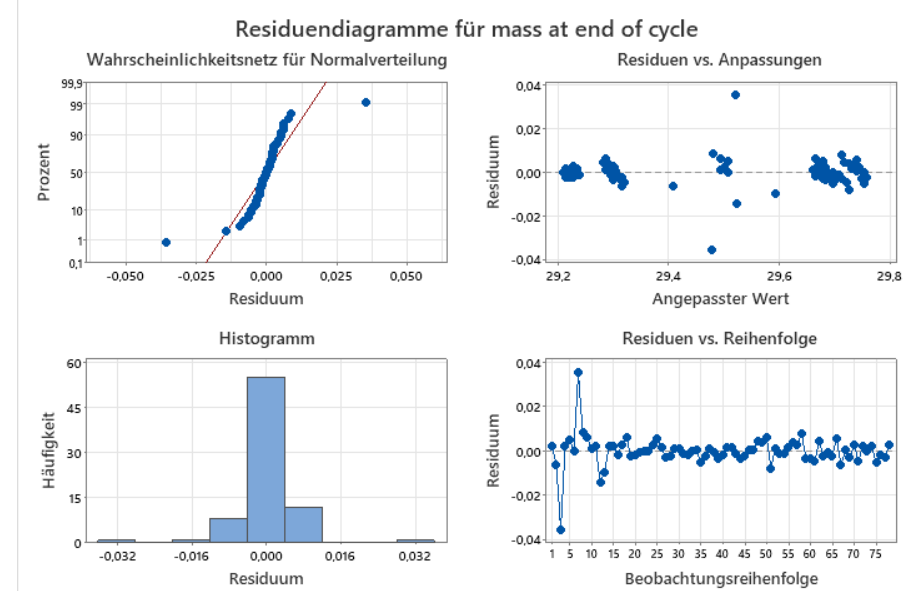 Residuendiagramme für mass at end of cycle
Wahrscheinlichkeitsnetz für Normalverteilung
99,9
99
90
50
10
1
0,1
Prozent
-0,050 -0,025 0,000 0,025 0,050
Residuum
Residuen vs. Anpassungen
0,04
0,02
0,00
-0,02
-0,04
Residuum
29,2 29,4 29,6 29,8
Angepasster Wert
Histogramm
60
45
30
15
0
Häufigkeit
-0,032 -0,016 0,000 0,016 0,032
Residuum
Residuen vs. Reihenfolge
0,04
0,02
0,00
-0,02
-0,04
Residuum
1 5 10 15 20 25 30 35 40 45 50 55 60 65 70 75
Beobachtungsreihenfolge